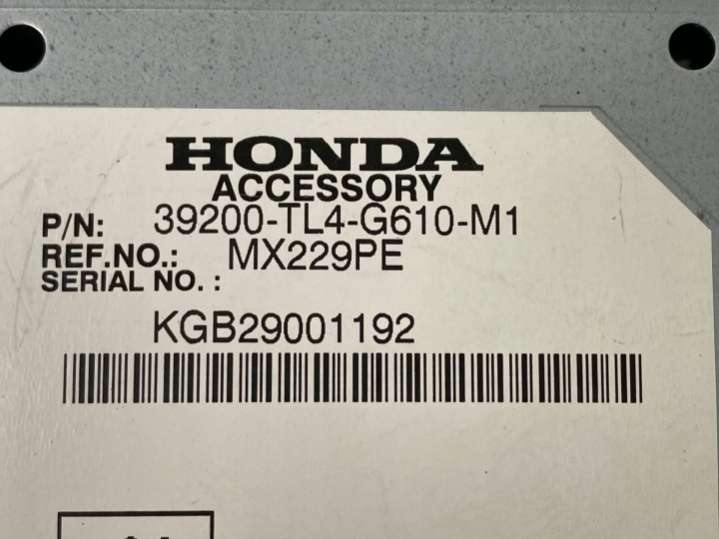 HONDA
ACCESSORY
P/N: 39200-TL4-G610-M1
REF.NO.: MX229PE
SERIAL NO. :
KGB29001192